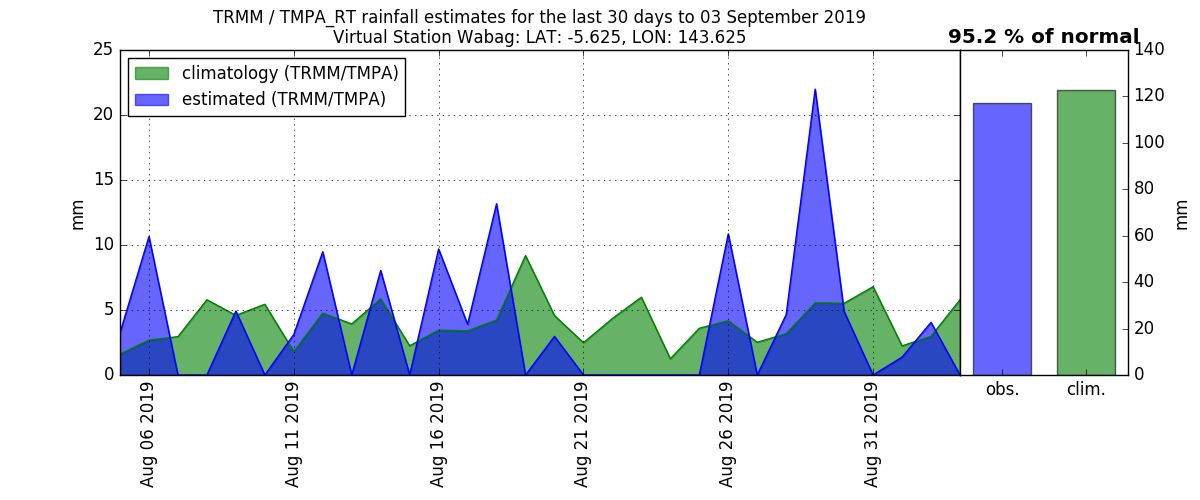 TRMM / TMPA_RT rainfall estimates for the last 30 days to 03 September 2019
Virtual Station Wabag: LAT: -5.625, LON: 143.625
95.2 % of normal
climatology (TRMM/TMPA)
estimated (TRMM/TMPA)
25
20
15
10
5
0
mm
Aug 06 2019
Aug 11 2019
Aug 16 2019
Aug 21 2019
Aug 26 2019
Aug 31 2019
obs.
clim.
140
120
100
80
60
40
20
0
mm